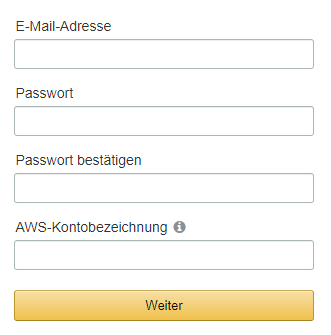 E-Mail-Adresse
Passwort
Passwort bestätigen
AWS-Kontobezeichnung
Weiter